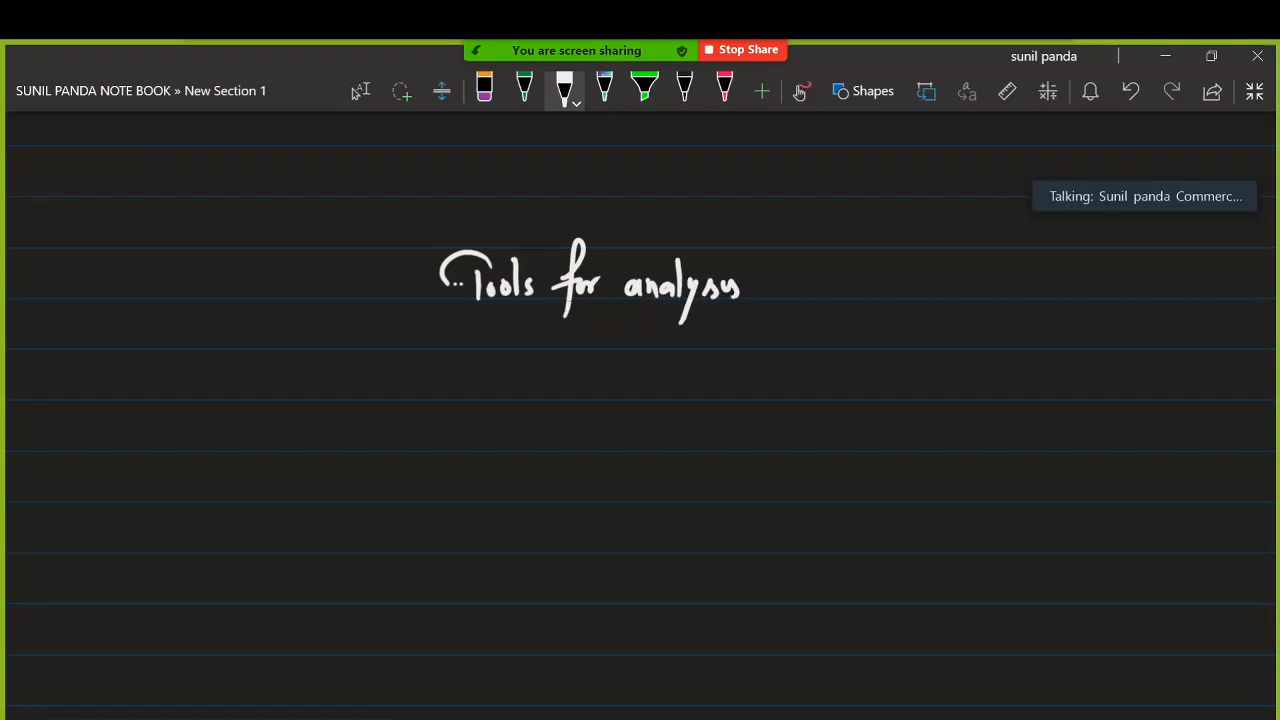 You are screen sharing
Stop Share
sunil panda
SUNIL PANDA NOTE BOOK » New Section 1
Shapes
Talking: Sunil panda Commerc...
Tools for analysis